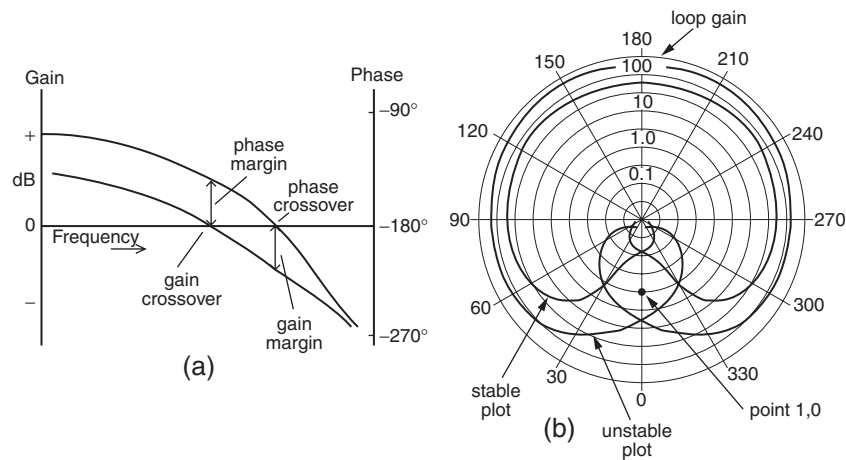 Gain
Phase
+
dB
0
−
−90°
−180°
−270°
phase
margin
phase
crossover
Frequency
gain
crossover
gain
margin
(a)
loop gain
180
150
210
100
10
1.0
0.1
120
240
90
270
60
300
30
330
0
stable
plot
unstable
plot
point 1,0
(b)